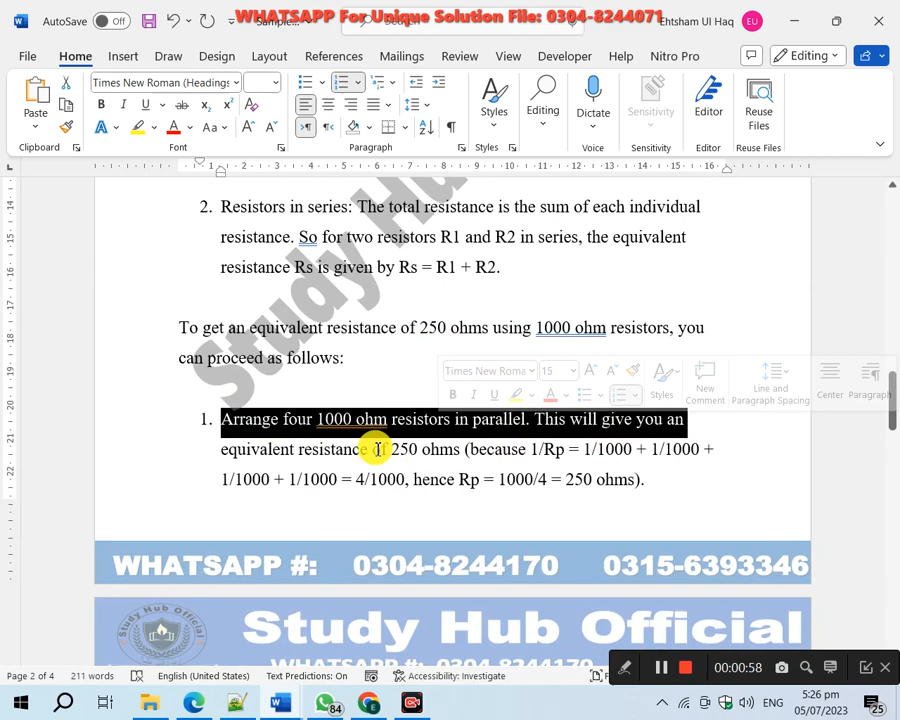 AutoSave
Off
Sample...
Search
WHATSAPP For Unique Solution File: 0304-8244071
Ehtsham Ul Haq
EU
File
Home
Insert
Draw
Design
Layout
References
Mailings
Review
View
Developer
Help
Nitro Pro
Editing
Times New Roman (Headings
Paste
Styles
Editing
Dictate
Sensitivity
Editor
Reuse
Files
Clipboard
Font
Paragraph
Styles
Voice
Sensitivity
Editor
Reuse Files
Study Hub
2. Resistors in series: The total resistance is the sum of each individual
resistance. So for two resistors R1 and R2 in series, the equivalent
resistance Rs is given by Rs = R1 + R2.
To get an equivalent resistance of 250 ohms using 1000 ohm resistors, you
can proceed as follows:
Times New Roma
15
Styles
New
Comment
Line and
Paragraph Spacing
Center
Paragraph
1. Arrange four 1000 ohm resistors in parallel. This will give you an
equivalent resistance of 250 ohms (because 1/Rp = 1/1000 + 1/1000 +
1/1000 + 1/1000 = 4/1000, hence Rp = 1000/4 = 250 ohms).
WHATSAPP #: 0304-8244170 0315-6393346
Study Hub Official
00:00:58
Page 2 of 4
211 words
English (United States)
Text Predictions: On
Accessibility: Investigate
84
ENG
5:26 pm
05/07/2023
25